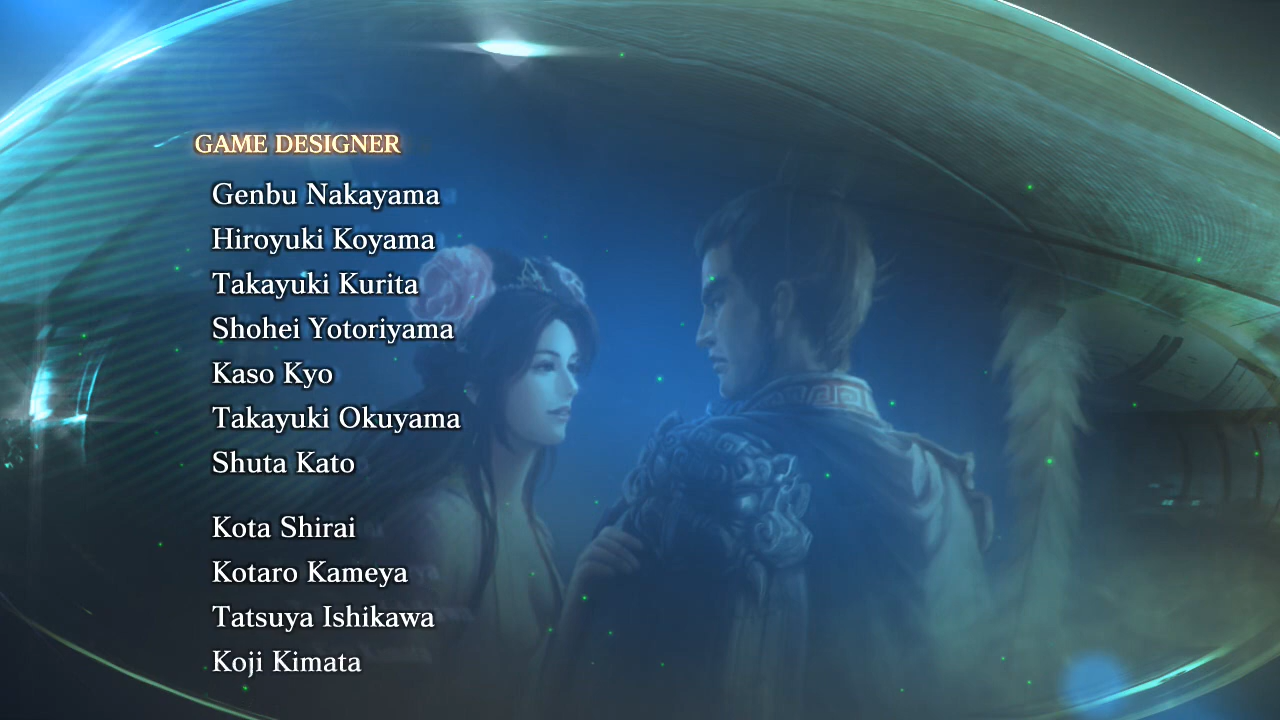 GAME DESIGNER
Genbu Nakayama
Hiroyuki Koyama
Takayuki Kurita
Shohei Yotoriyama
Kaso Kyo
Takayuki Okuyama
Shuta Kato
Kota Shirai
Kotaro Kameya
Tatsuya Ishikawa
Koji Kimata